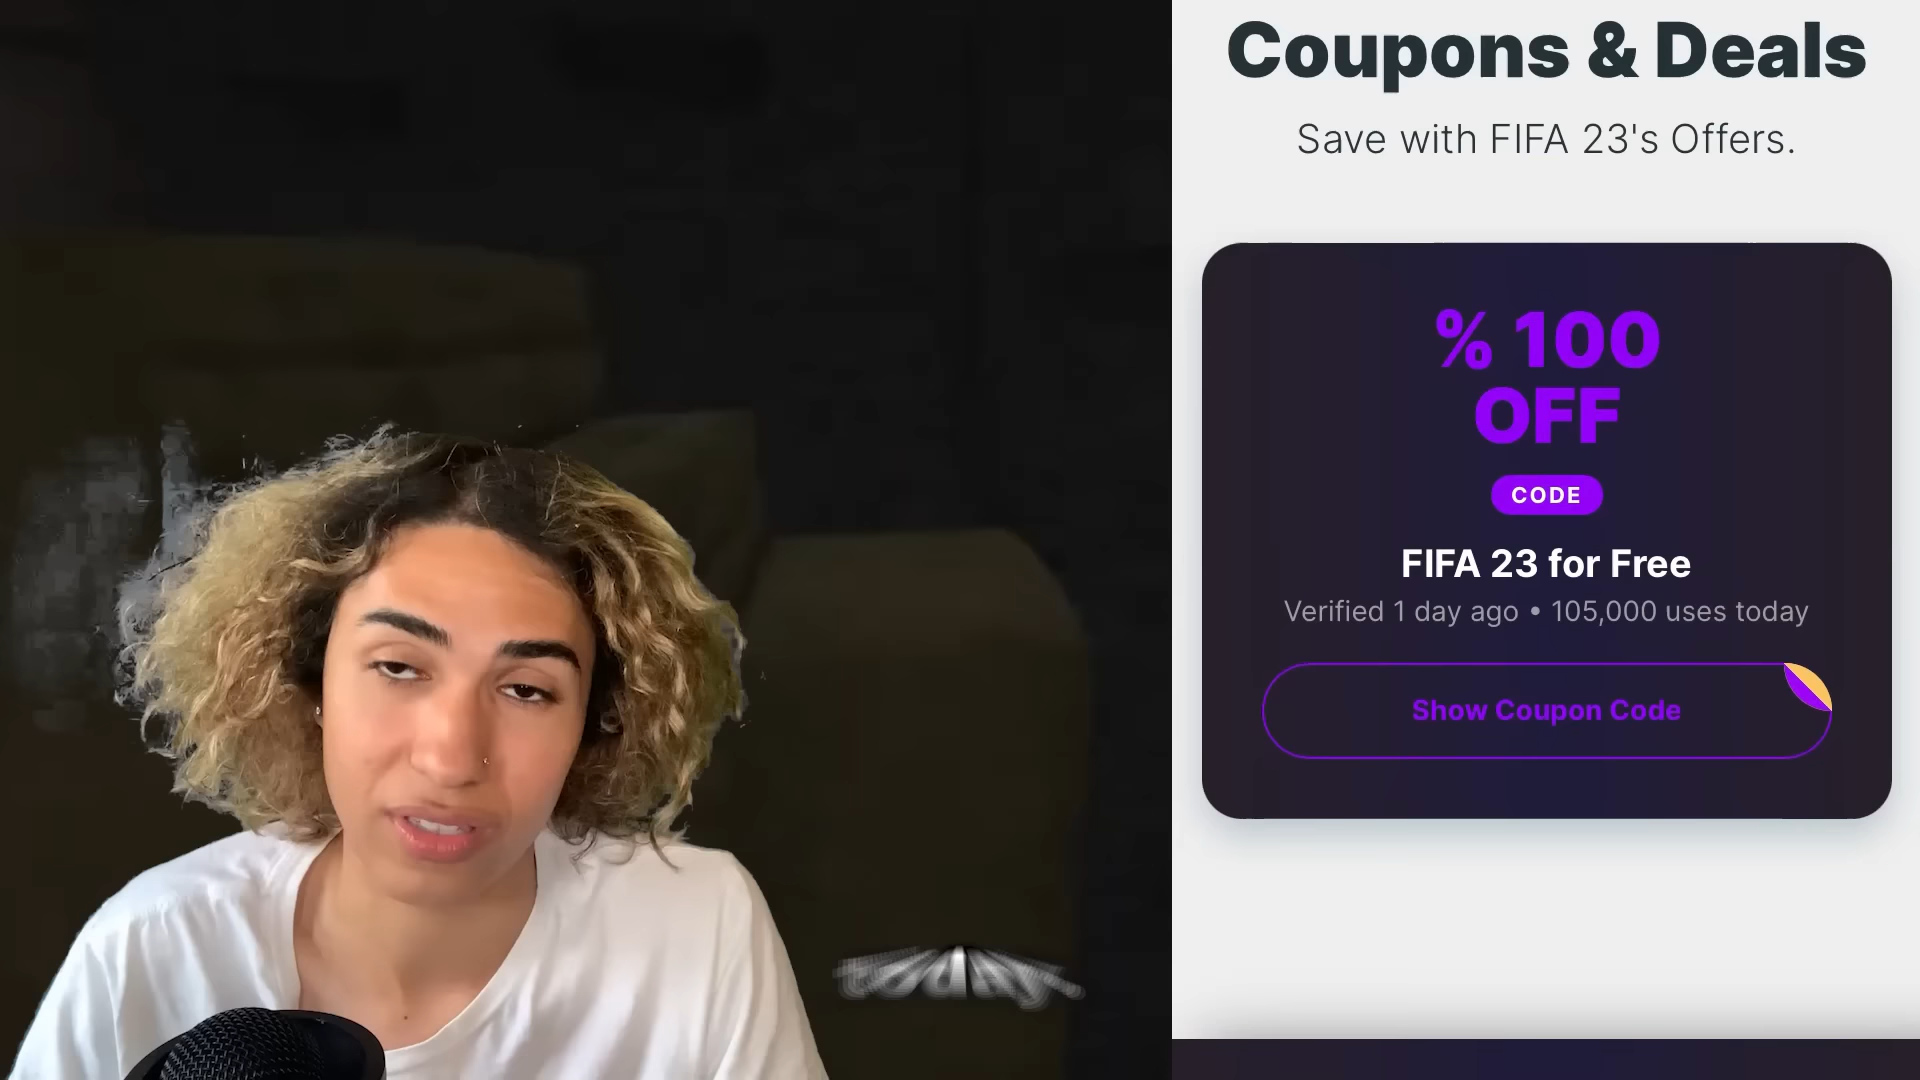 Coupons & Deals
Save with FIFA 23's Offers.
% 100
OFF
CODE
FIFA 23 for Free
Verified 1 day ago • 105,000 uses today
Show Coupon Code
today